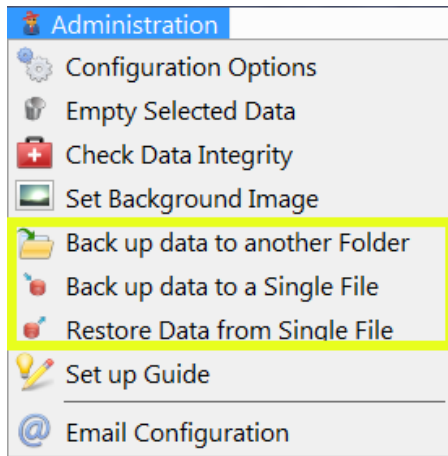 Administration
Configuration Options
Empty Selected Data
Check Data Integrity
Set Background Image
Back up data to another Folder
Back up data to a Single File
Restore Data from Single File
Set up Guide
Email Configuration